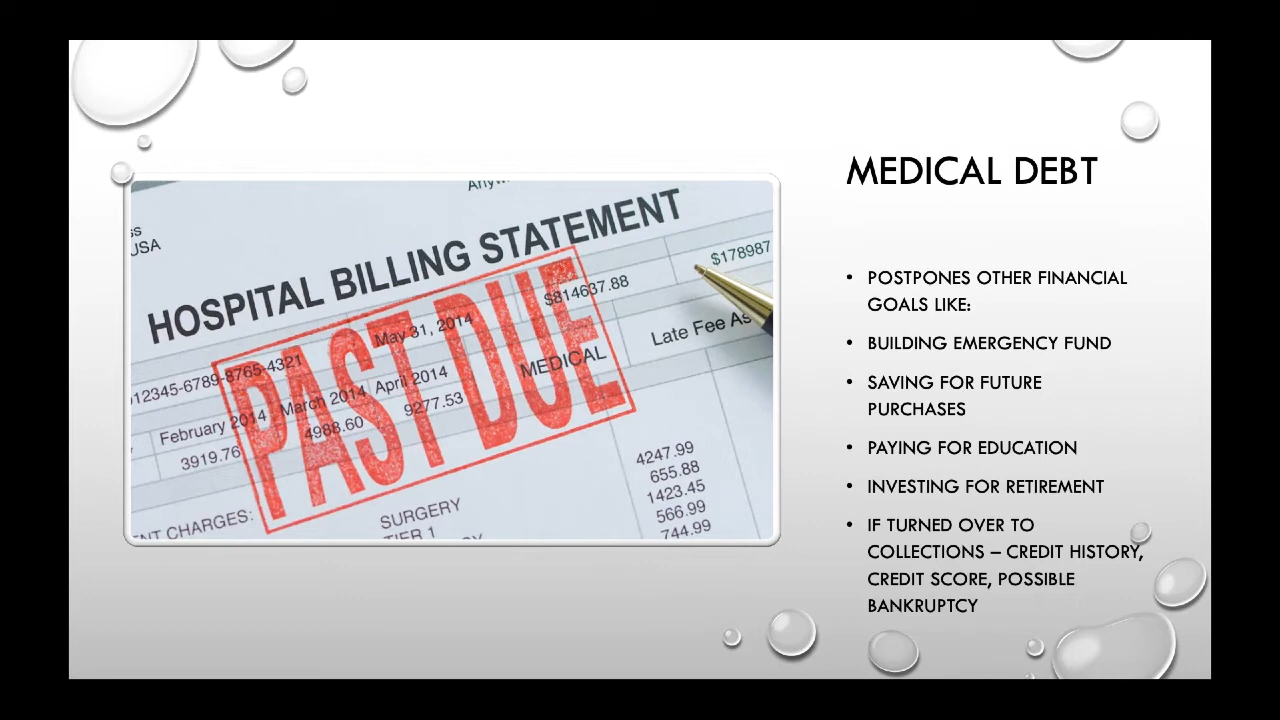 MEDICAL DEBT
POSTPONES OTHER FINANCIAL
GOALS LIKE:
BUILDING EMERGENCY FUND
SAVING FOR FUTURE
PURCHASES
PAYING FOR EDUCATION
INVESTING FOR RETIREMENT
IF TURNED OVER TO
COLLECTIONS – CREDIT HISTORY,
CREDIT SCORE, POSSIBLE
BANKRUPTCY
USA
HOSPITAL BILLING STATEMENT
PAST DUE
12345-6789-8765-4321 May 31, 2014 $814637.88 $178987
February 2014 March 2014 April 2014 MEDICAL Late Fee
3919.76 4988.60 9277.53
CHARGES: SURGERY 4247.99
TIER 1 655.88
1423.45
566.99
744.99